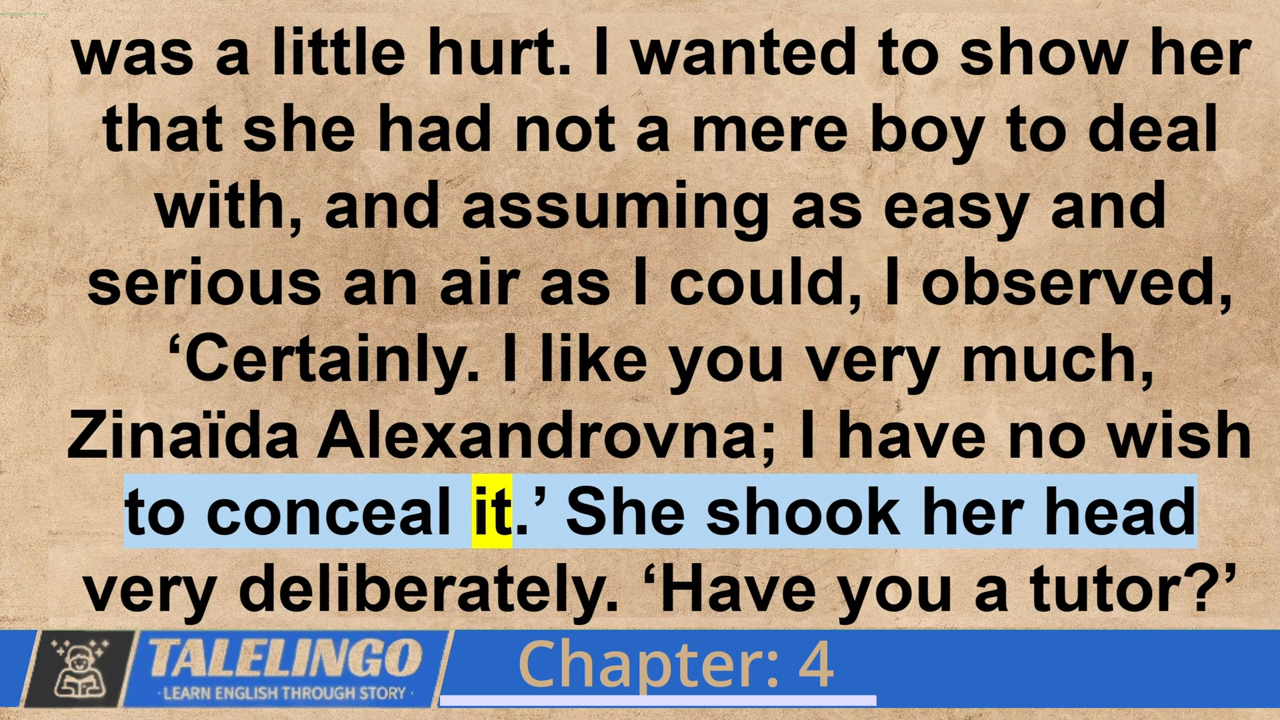 was a little hurt. I wanted to show her
that she had not a mere boy to deal
with, and assuming as easy and
serious an air as I could, I observed,
‘Certainly. I like you very much,
Zinaïda Alexandrovna; I have no wish
to conceal it.’ She shook her head
very deliberately. ‘Have you a tutor?’
TALELINGO
·LEARN ENGLISH THROUGH STORY·
Chapter: 4